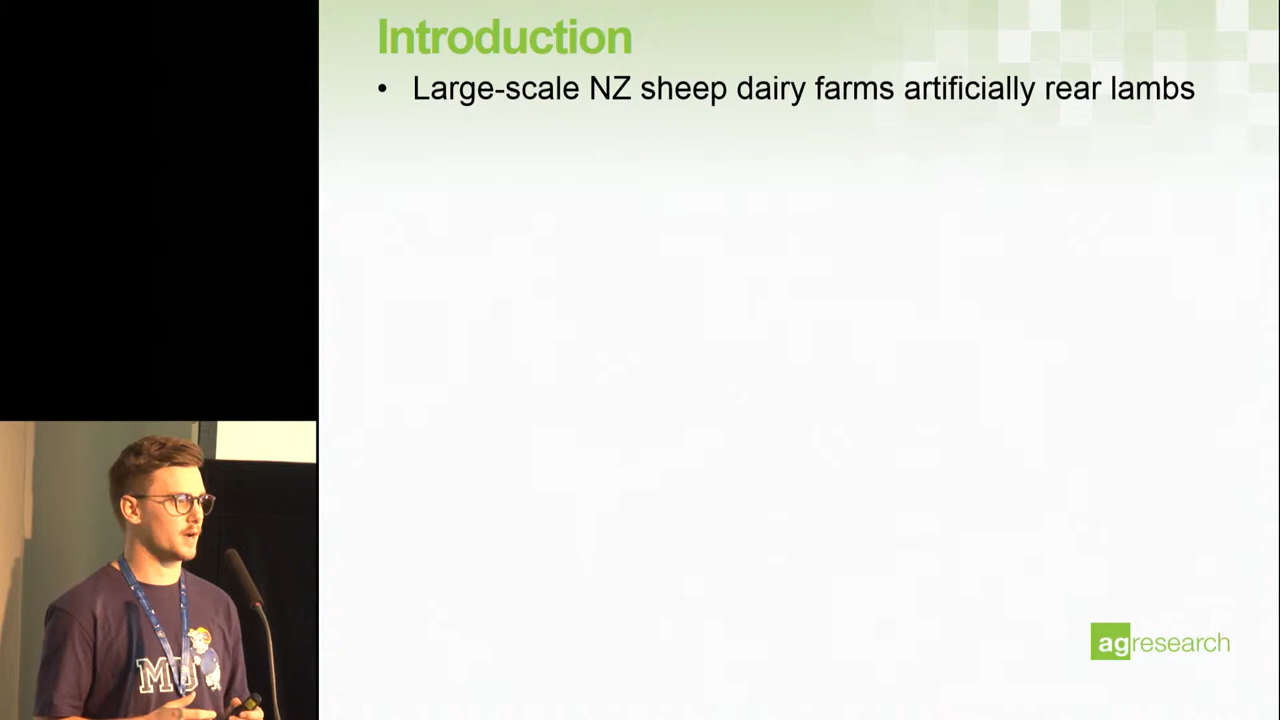 Introduction
• Large-scale NZ sheep dairy farms artificially rear lambs
agresearch